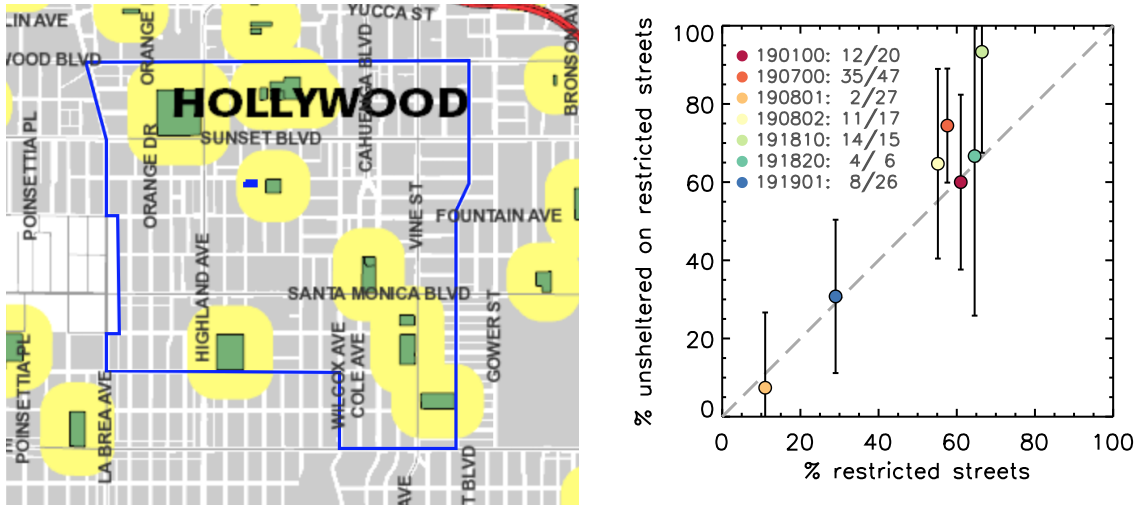 YUCCA ST
LIN AVE
WOOD BLVD
ORANGE
BRONSON AV
HOLLYWOOD
CAHUENGA BLVD
SUNSET BLVD
POINSETTIA PL
ORANGE DR
VINE ST
FOUNTAIN AVE
HIGHLAND AVE
SANTA MONICA BLVD
GOWER ST
WILCOX AVE
COLE AVE
POINSETTIA PL
LA BREA AVE
AVE
T BLVD
% unsheltered on restricted streets
100
80
60
40
20
0
190100: 12/20
190700: 35/47
190801: 2/27
190802: 11/17
191810: 14/15
191820: 4/ 6
191901: 8/26
0 20 40 60 80 100
% restricted streets